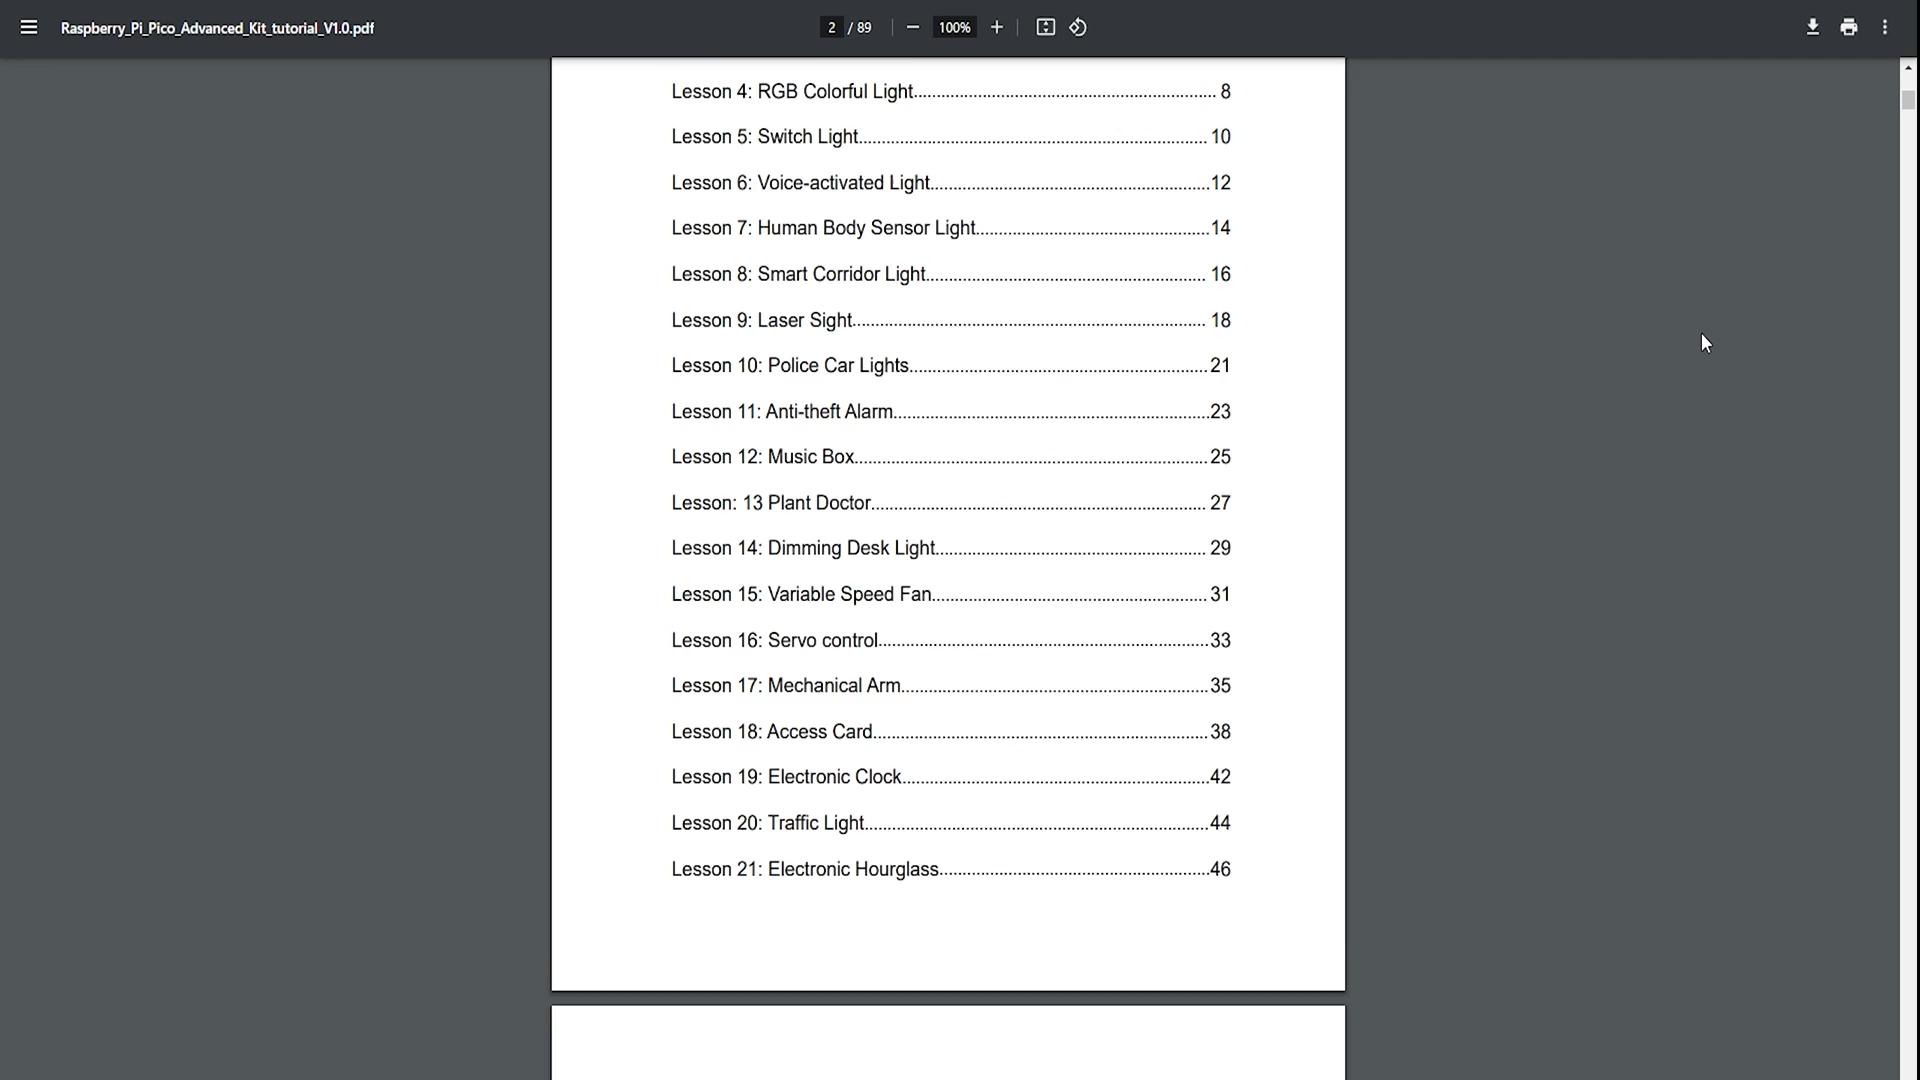 Raspberry_Pi_Pico_Advanced_Kit_tutorial_V1.0.pdf
2 / 89
100%
Lesson 4: RGB Colorful Light........................................................ 8
Lesson 5: Switch Light........................................................ 10
Lesson 6: Voice-activated Light........................................................12
Lesson 7: Human Body Sensor Light........................................................14
Lesson 8: Smart Corridor Light........................................................ 16
Lesson 9: Laser Sight........................................................ 18
Lesson 10: Police Car Lights........................................................21
Lesson 11: Anti-theft Alarm........................................................23
Lesson 12: Music Box........................................................25
Lesson: 13 Plant Doctor........................................................ 27
Lesson 14: Dimming Desk Light........................................................ 29
Lesson 15: Variable Speed Fan........................................................31
Lesson 16: Servo control........................................................33
Lesson 17: Mechanical Arm........................................................35
Lesson 18: Access Card........................................................38
Lesson 19: Electronic Clock........................................................42
Lesson 20: Traffic Light........................................................44
Lesson 21: Electronic Hourglass........................................................46